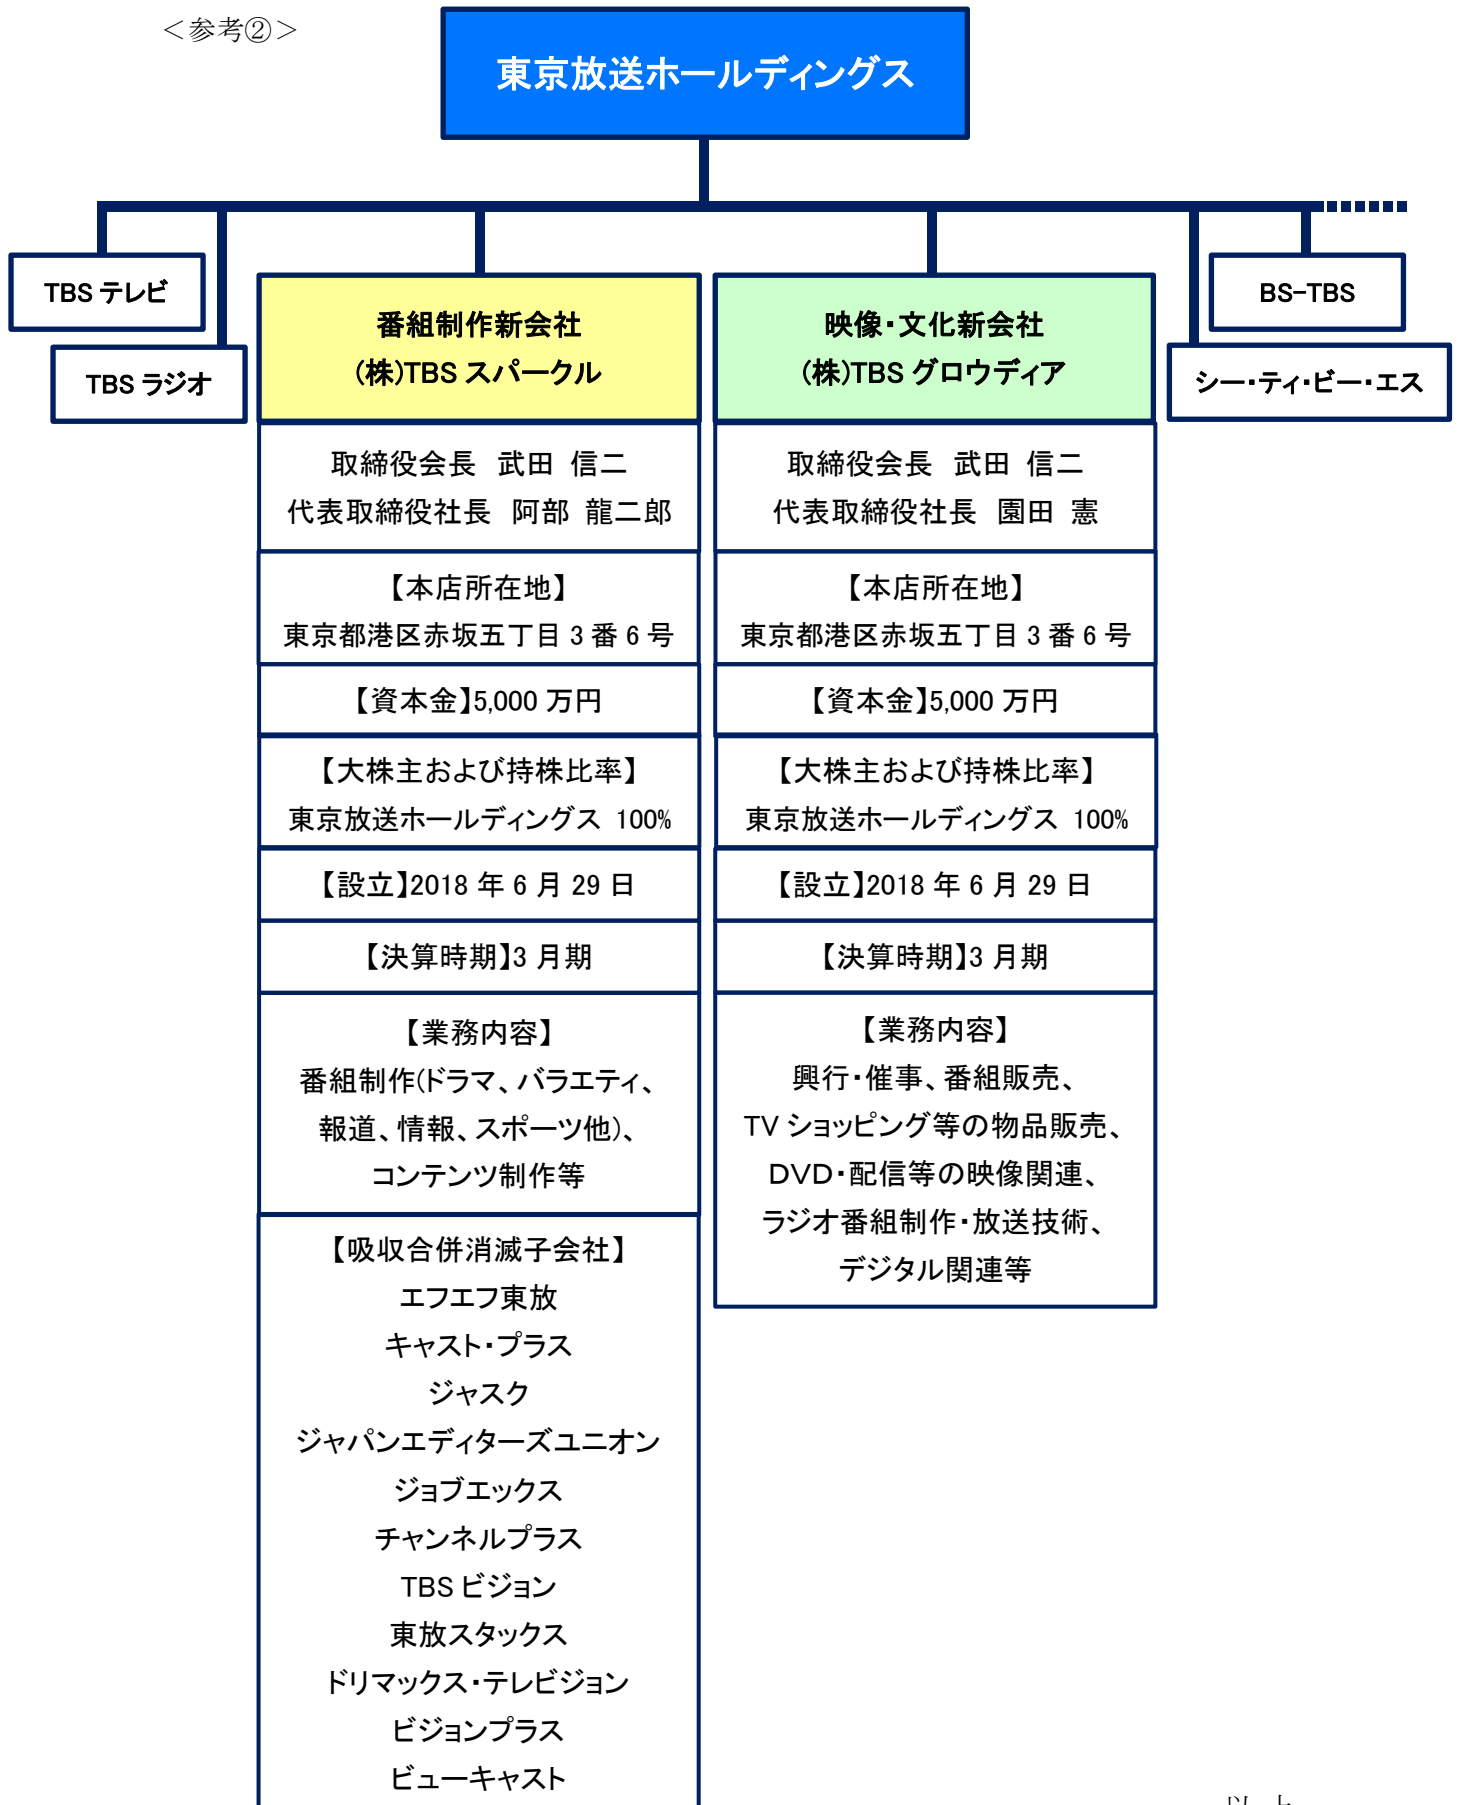 ＜参考②＞
東京放送ホールディングス
TBS テレビ
TBS ラジオ
番組制作新会社
(株)TBS スパークル
映像・文化新会社
(株)TBS グロウディア
BS-TBS
シー・ティ・ビー・エス
取締役会長　武田 信二
代表取締役社長　阿部 龍二郎
【本店所在地】
東京都港区赤坂五丁目 3 番 6 号
【資本金】5,000 万円
【大株主および持株比率】
東京放送ホールディングス 100%
【設立】2018 年 6 月 29 日
【決算時期】3 月期
【業務内容】
番組制作(ドラマ、バラエティ、
報道、情報、スポーツ他)、
コンテンツ制作等
【吸収合併消滅子会社】
エフエフ東放
キャスト・プラス
ジャスク
ジャパンエディターズユニオン
ジョブエックス
チャンネルプラス
TBS ビジョン
東放スタックス
ドリマックス・テレビジョン
ビジョンプラス
ビューキャスト
取締役会長　武田 信二
代表取締役社長　園田 憲
【本店所在地】
東京都港区赤坂五丁目 3 番 6 号
【資本金】5,000 万円
【大株主および持株比率】
東京放送ホールディングス 100%
【設立】2018 年 6 月 29 日
【決算時期】3 月期
【業務内容】
興行・催事、番組販売、
TV ショッピング等の物品販売、
DVD・配信等の映像関連、
ラジオ番組制作・放送技術、
デジタル関連等
以 上